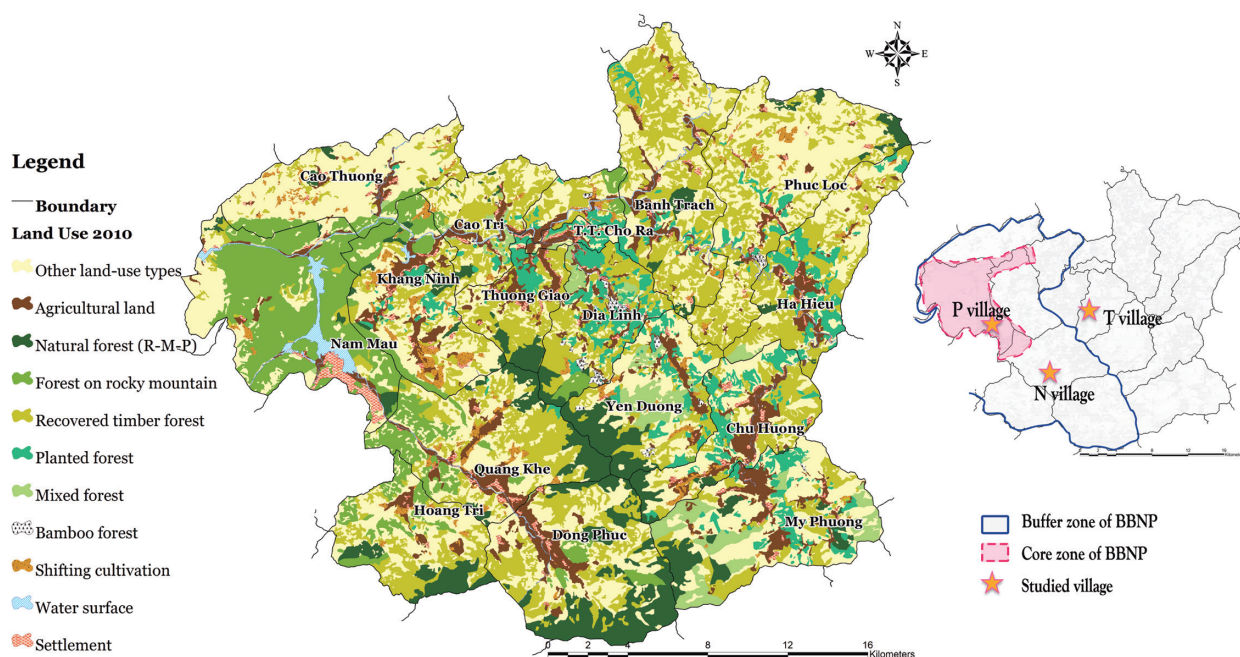 N
W
E
S
Legend
Boundary
Land Use 2010
Other land-use types
Agricultural land
Natural forest (R-M-P)
Forest on rocky mountain
Recovered timber forest
Planted forest
Mixed forest
Bamboo forest
Shifting cultivation
Water surface
Settlement
Cao Thuong
Phuc Loc
Banh Trach
Cao Tri
T.T. Cho Ra
Khang Ninh
Thuong Giao
Ha Hieu
Dia Linh
Nam Mau
Yen Duong
Chu Huong
Quang Khe
Hoang Tri
My Phuong
Dong Phuc
0 2 4 8 12 16
Kilometers
P village
T village
N village
Kilometers
Buffer zone of BBNP
Core zone of BBNP
Studied village